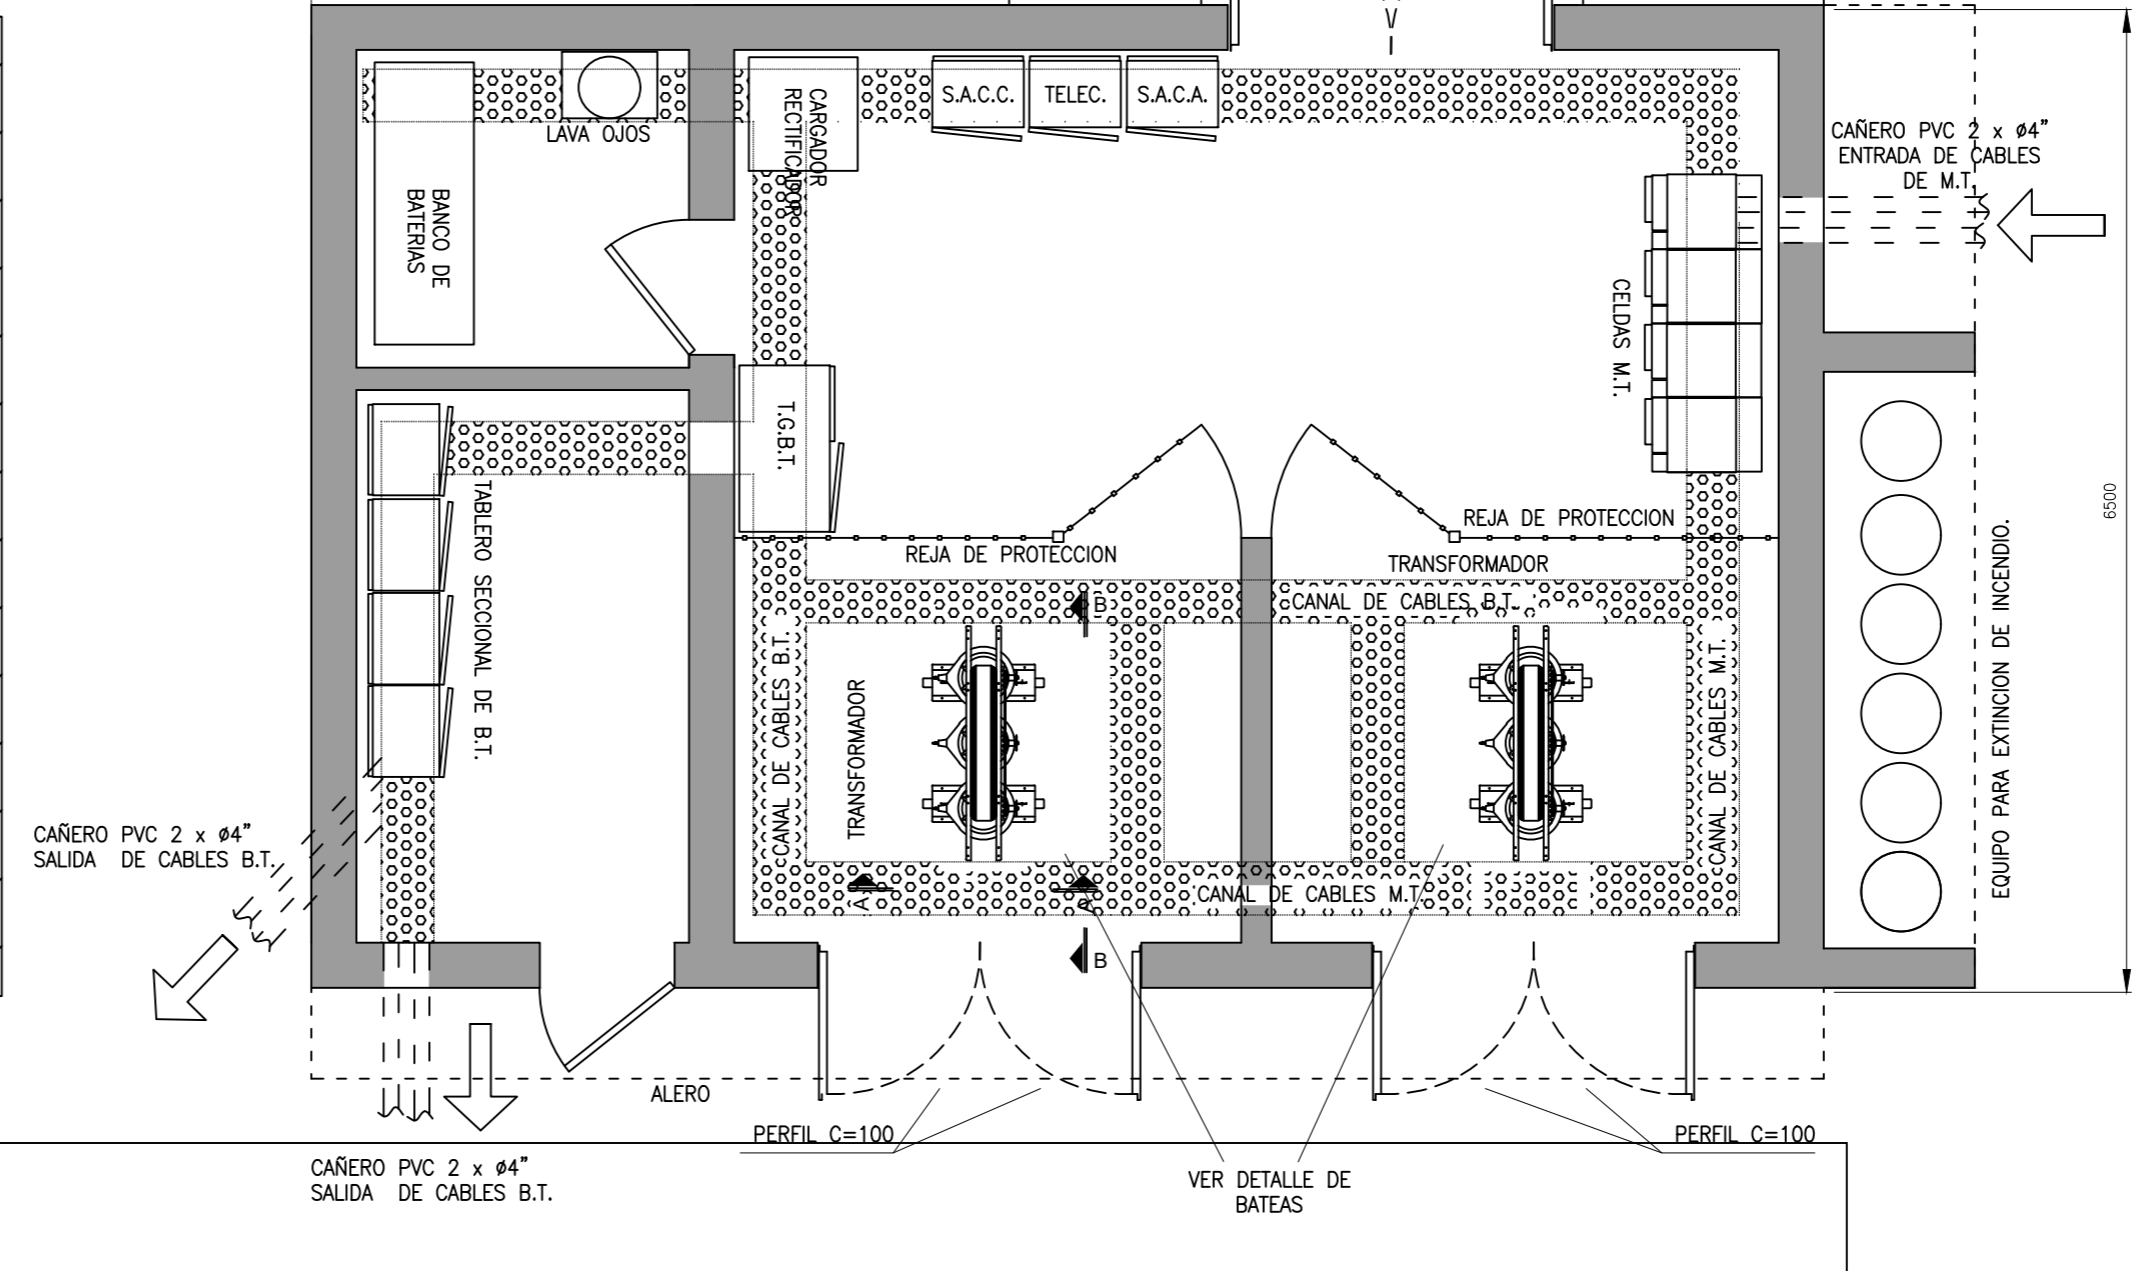 S.A.C.C.
TELEC.
S.A.C.A.
CARGADOR
RECTIFICADOR
LAVA OJOS
BANCO DE
BATERIAS
CAÑERO PVC 2 x ø4"
ENTRADA DE CABLES
DE M.T.
CELDAS M.T.
T.G.B.T.
TABLERO SECCIONAL DE B.T.
REJA DE PROTECCION
REJA DE PROTECCION
TRANSFORMADOR
6500
EQUIPO PARA EXTINCION DE INCENDIO.
B
CANAL DE CABLES B.T.
CANAL DE CABLES B.T.
TRANSFORMADOR
CANAL DE CABLES M.T.
CAÑERO PVC 2 x ø4"
SALIDA DE CABLES B.T.
A
A
CANAL DE CABLES M.T.
B
ALERO
PERFIL C=100
PERFIL C=100
CAÑERO PVC 2 x ø4"
SALIDA DE CABLES B.T.
VER DETALLE DE
BATEAS